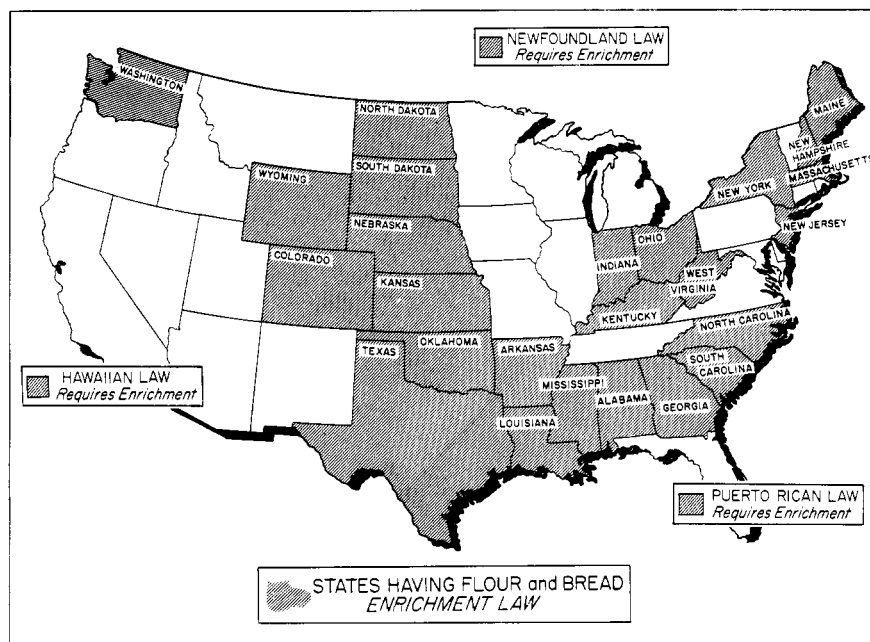 NEWFOUNDLAND LAW
Requires Enrichment
WASHINGTON
NORTH DAKOTA
MAINE
NEW
HAMPSHIRE
MASSACHUSETTS
SOUTH DAKOTA
WYOMING
NEW YORK
NEBRASKA
NEW JERSEY
OHIO
COLORADO
INDIANA
WEST
VIRGINIA
KANSAS
KENTUCKY
NORTH CAROLINA
OKLAHOMA
TEXAS
ARKANSAS
SOUTH
CAROLINA
HAWAIIAN LAW
Requires Enrichment
MISSISSIPPI
ALABAMA
GEORGIA
LOUISIANA
PUERTO RICAN LAW
Requires Enrichment
STATES HAVING FLOUR and BREAD
ENRICHMENT LAW